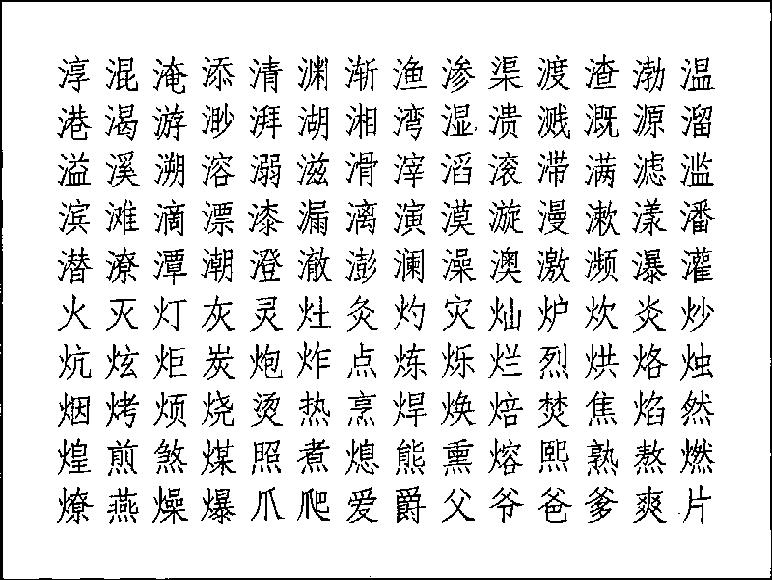 淳混淹添清渊渐渔渗渠渡渣渤温
港渴游渺湃湖湘湾湿溃溅溉源溜
溢溪溯溶溺滋滑滓滔滚滞满滤滥
滨滩滴漂漆漏漓演漠漩漫漱漾潘
潜潦潭潮澄澈澎澜澡澳激濒瀑灌
火灭灯灰灵灶灸灼灾灿炉炊炎炒
炕炫炬炭炮炸点炼烁烂烈烘烙烛
烟烤烦烧烫热烹焊焕焙焚焦焰然
煌煎煞煤照煮熄熊熏熔熙熟熬燃
燎燕燥爆爪爬爱爵父爷爸爹爽片